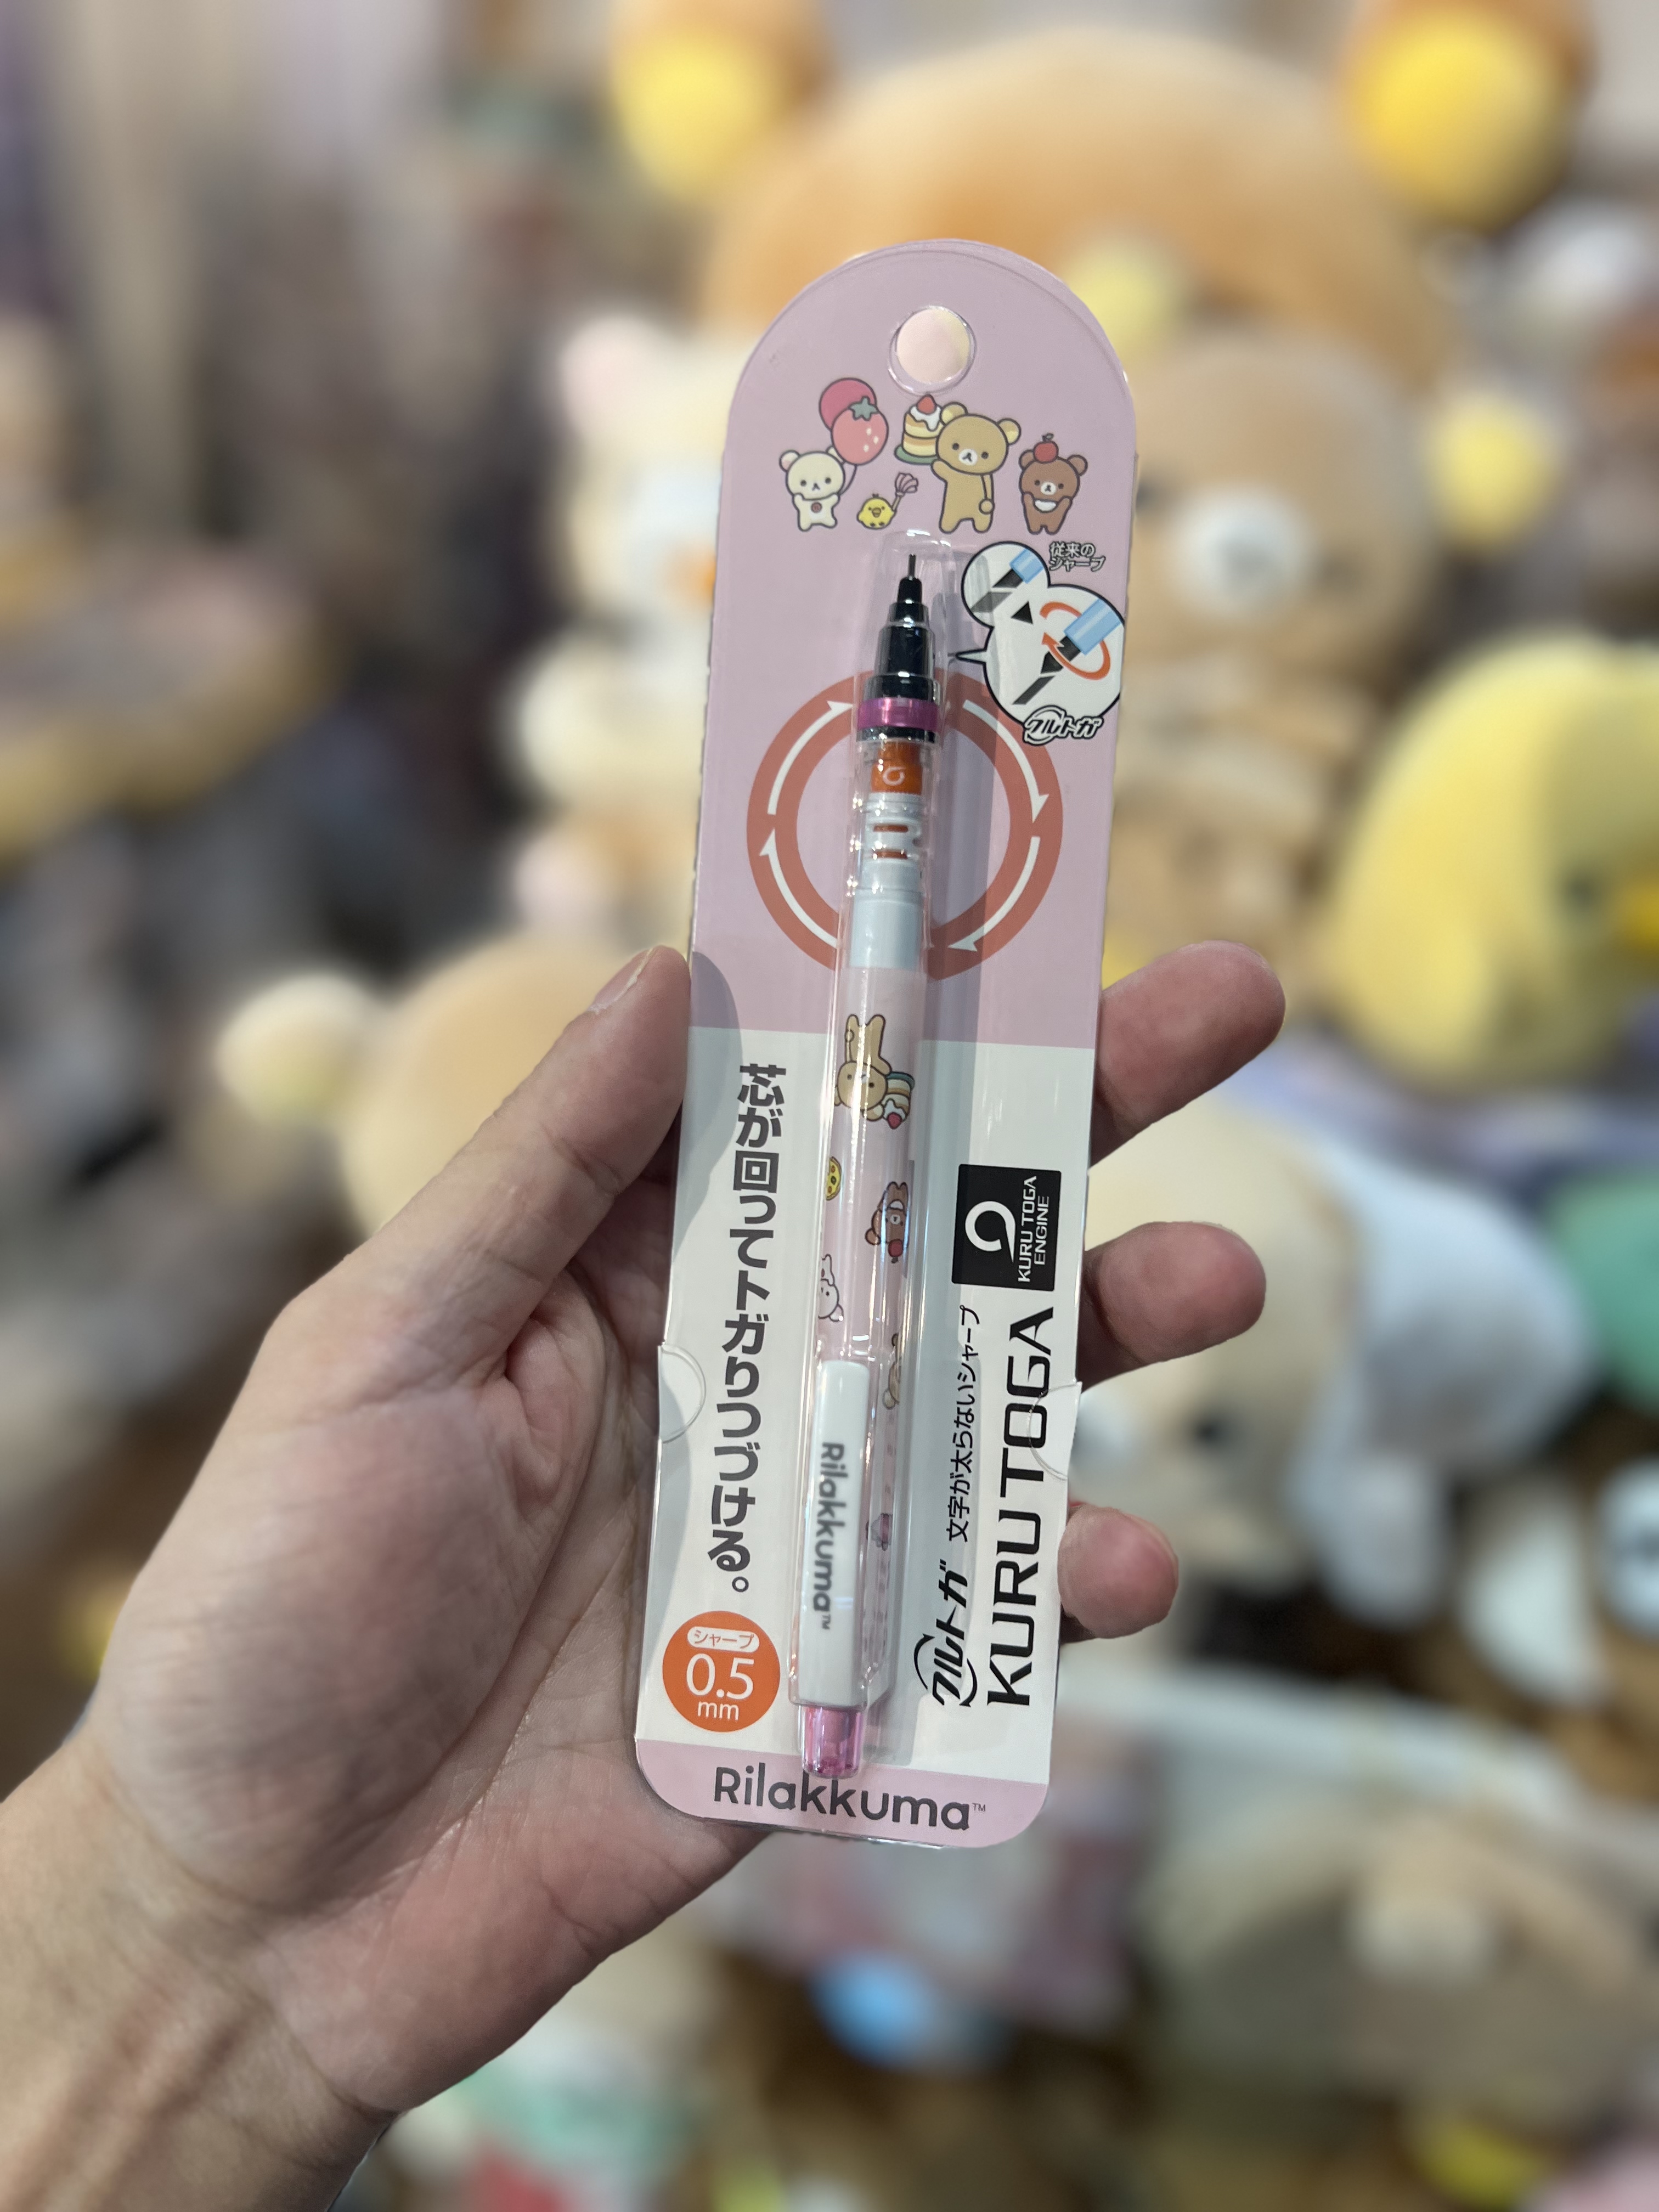 従来の
シャープ
クルトガ
芯が回ってトガりつづける。
KURU TOGA
ENGINE
文字が太らないシャープ
クルトガ
KURU TOGA
Rilakkuma™
シャープ
0.5
mm
Rilakkuma™